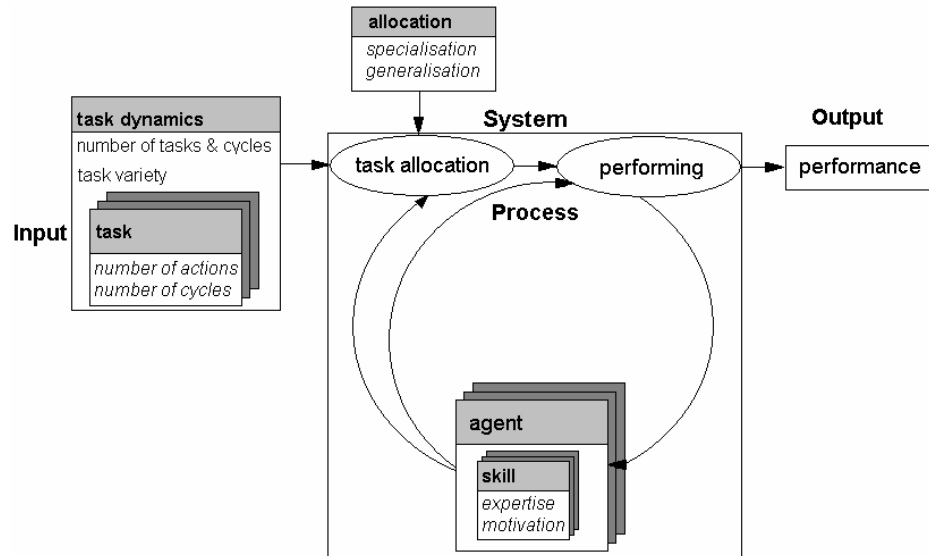 allocation
specialisation
generalisation
System
Output
task dynamics
number of tasks & cycles
task variety
task allocation
performing
performance
Process
Input
task
number of actions
number of cycles
agent
skill
expertise
motivation